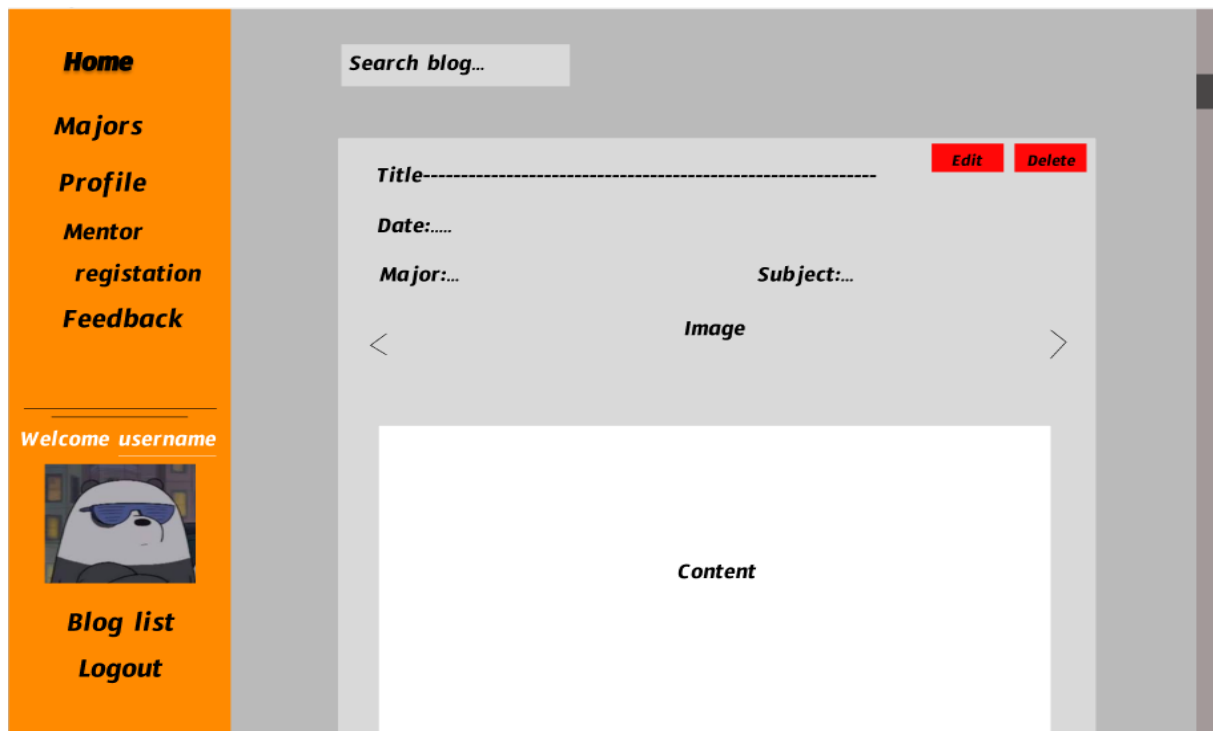 Home
Majors
Profile
Mentor
registation
Feedback
Welcome username
Blog list
Logout
Search blog...
Edit
Delete
Title------------------------------------------------------------
Date:.....
Major:...
Subject:...
<
Image
>
Content